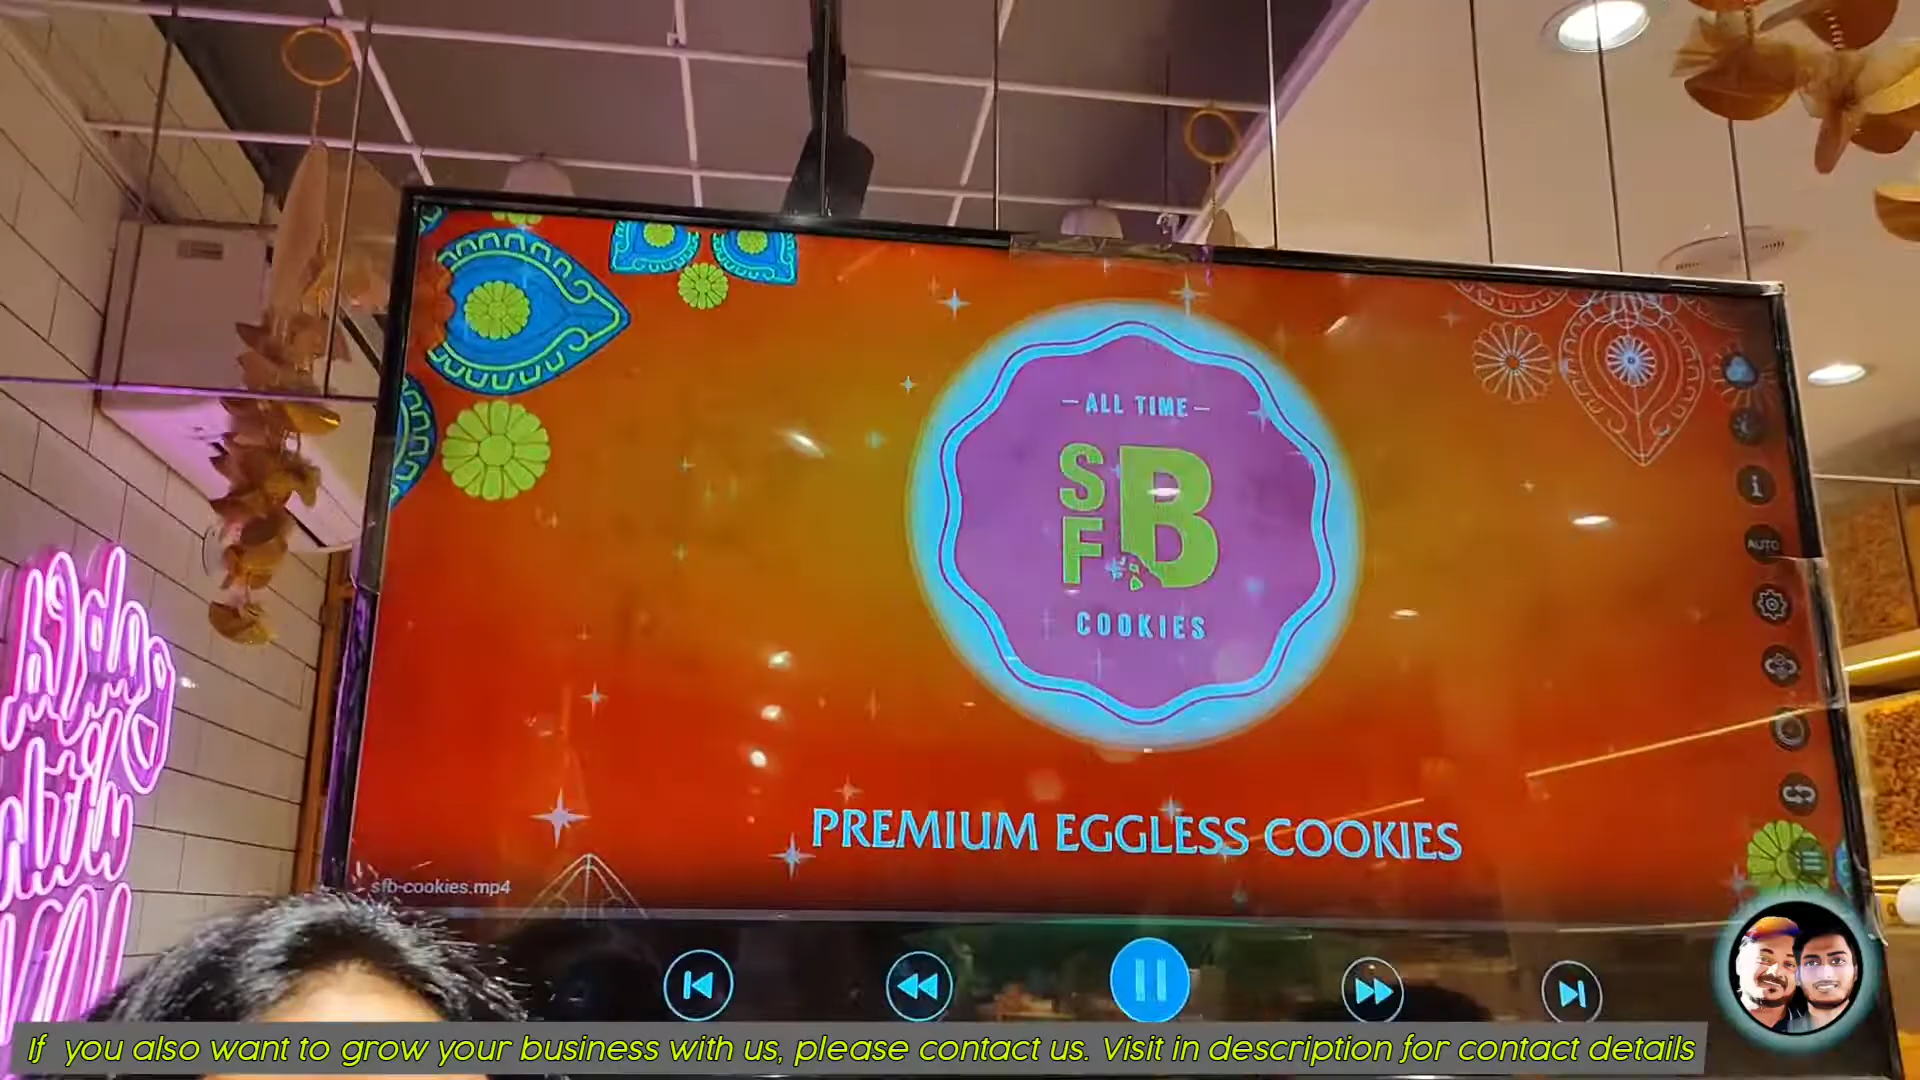 ALL TIME
SFB
COOKIES
AUTO
PREMIUM EGGLESS COOKIES
sfb-cookies.mp4
If you also want to grow your business with us, please contact us. Visit in description for contact details